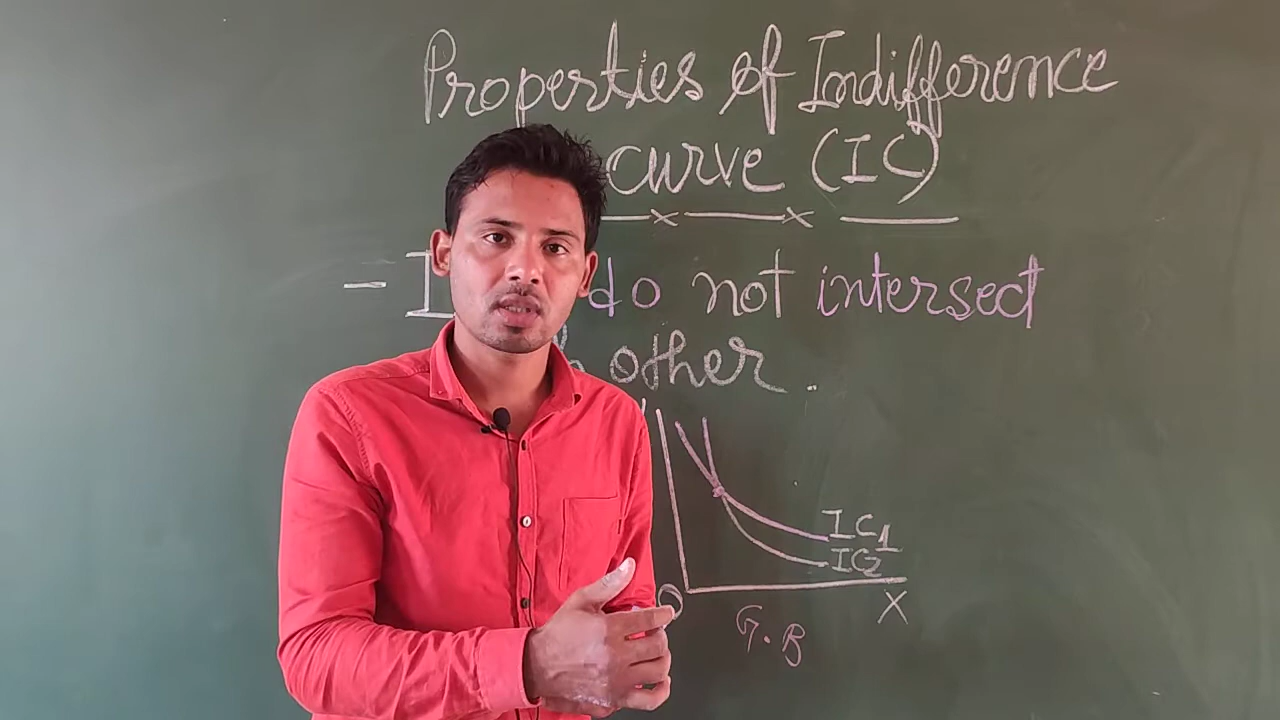 Properties of Indifference
curve (IC)
- I do not intersect
other.
IC1
IC2
O
X
G.B